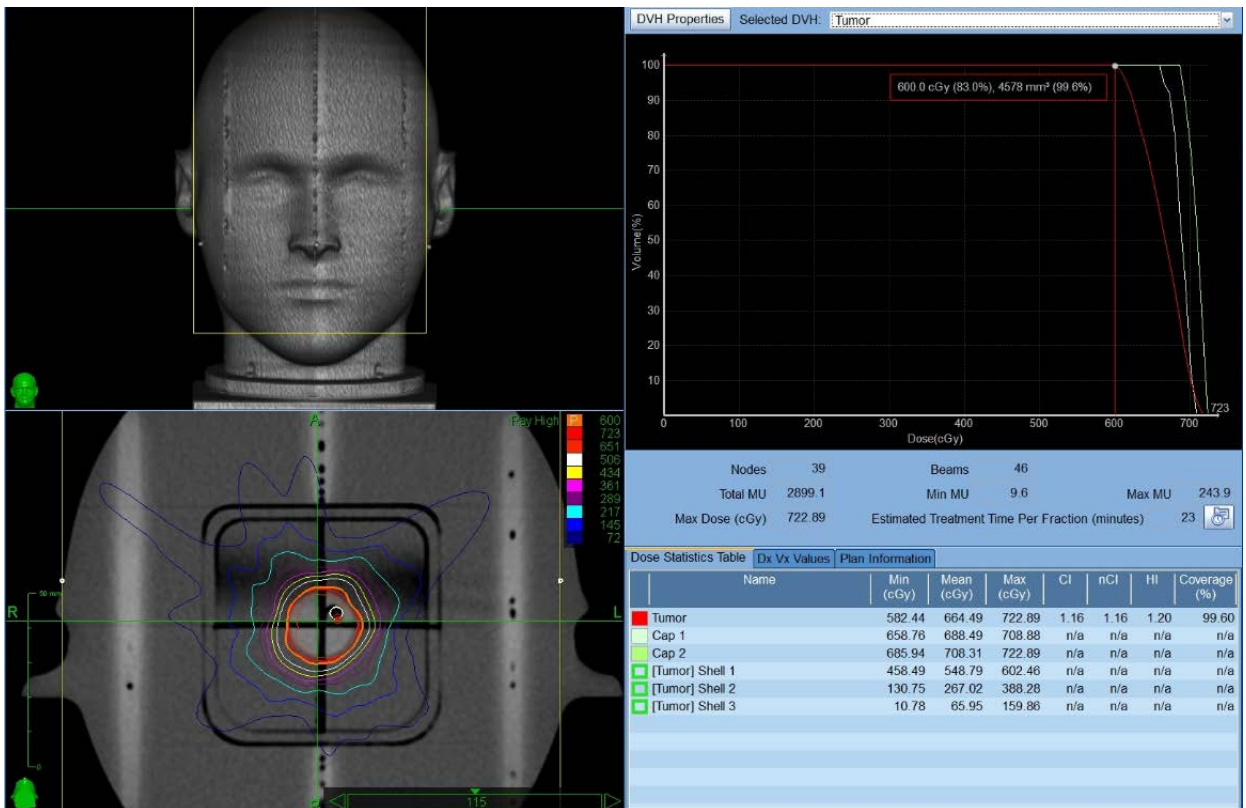 DVH Properties Selected DVH: Tumor
100
90
80
70
60
50
40
30
20
10
Volume(%)
600.0 cGy (83.0%), 4578 mm³ (99.6%)
723
0 100 200 300 400 500 600 700
Dose(cGy)
A
Ray High
P 600
723
651
506
434
361
289
217
145
72
50 mm
R
L
0
115
Nodes 39 Beams 46
Total MU 2899.1 Min MU 9.6 Max MU 243.9
Max Dose (cGy) 722.89 Estimated Treatment Time Per Fraction (minutes) 23
Dose Statistics Table Dx Vx Values Plan Information
Name Min (cGy) Mean (cGy) Max (cGy) CI nCI HI Coverage (%)
Tumor 582.44 664.49 722.89 1.16 1.16 1.20 99.60
Cap 1 658.76 688.49 708.88 n/a n/a n/a n/a
Cap 2 685.94 708.31 722.89 n/a n/a n/a n/a
[Tumor] Shell 1 458.49 548.79 602.46 n/a n/a n/a n/a
[Tumor] Shell 2 130.75 267.02 388.28 n/a n/a n/a n/a
[Tumor] Shell 3 10.78 65.95 159.86 n/a n/a n/a n/a